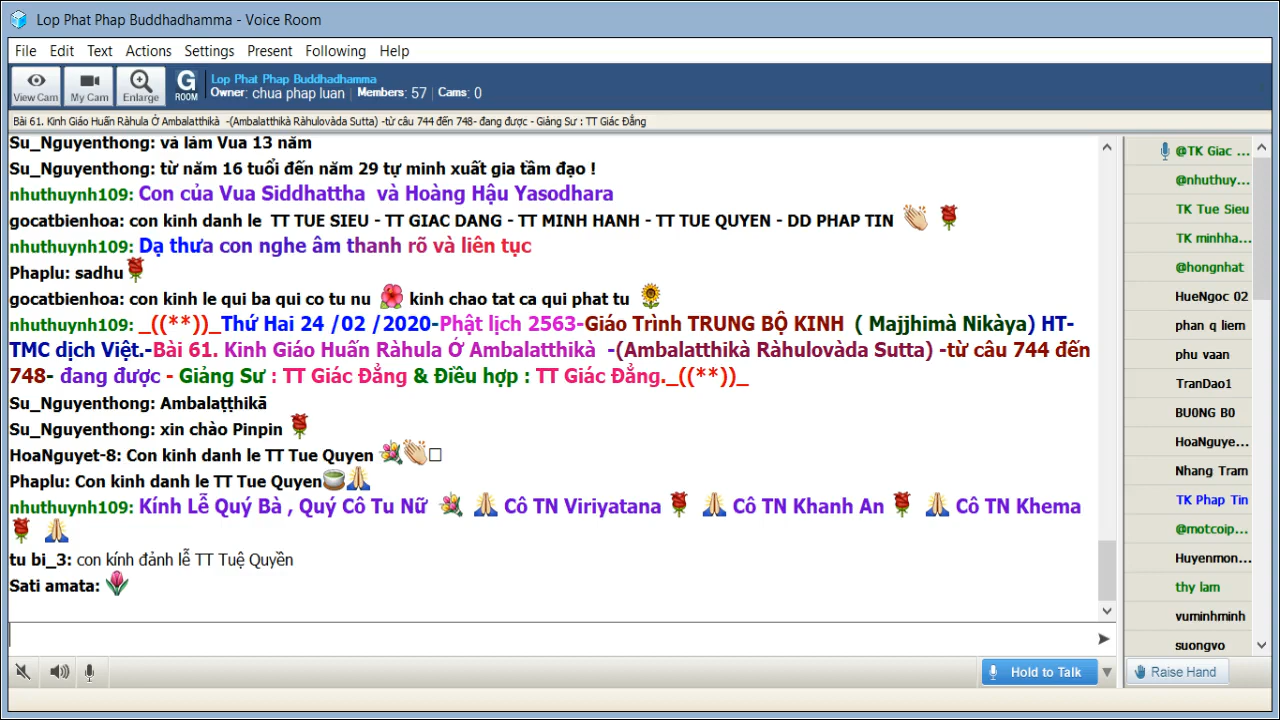 Lop Phat Phap Buddhadhamma - Voice Room
File Edit Text Actions Settings Present Following Help
View Cam My Cam Enlarge G ROOM
Lop Phat Phap Buddhadhamma
Owner: chua phap luan Members: 57 Cams: 0
Bài 61. Kinh Giáo Huấn Ràhula Ở Ambalatthikà -(Ambalatthikà Ràhulovàda Sutta) -từ câu 744 đến 748- đang được - Giảng Sư : TT Giác Đẳng
Su_Nguyenthong: và làm Vua 13 năm
Su_Nguyenthong: từ năm 16 tuổi đến năm 29 tự minh xuất gia tầm đạo !
nhuthuynh109: Con của Vua Siddhattha và Hoàng Hậu Yasodhara
gocatbienhoa: con kinh danh le TT TUE SIEU - TT GIAC DANG - TT MINH HANH - TT TUE QUYEN - DD PHAP TIN
nhuthuynh109: Dạ thưa con nghe âm thanh rõ và liên tục
Phaplu: sadhu
gocatbienhoa: con kinh le qui ba qui co tu nu kinh chao tat ca qui phat tu
nhuthuynh109: _((**))_Thứ Hai 24 /02 /2020-Phật lịch 2563-Giáo Trình TRUNG BỘ KINH ( Majjhimà Nikàya) HT-
TMC dịch Việt.-Bài 61. Kinh Giáo Huấn Ràhula Ở Ambalatthikà -(Ambalatthikà Ràhulovàda Sutta) -từ câu 744 đến
748- đang được - Giảng Sư : TT Giác Đẳng & Điều hợp : TT Giác Đẳng._((**))_
Su_Nguyenthong: Ambalaṭṭhikā
Su_Nguyenthong: xin chào Pinpin
HoaNguyet-8: Con kinh danh le TT Tue Quyen
Phaplu: Con kinh danh le TT Tue Quyen
nhuthuynh109: Kính Lễ Quý Bà , Quý Cô Tu Nữ Cô TN Viriyatana Cô TN Khanh An Cô TN Khema
tu bi_3: con kính đảnh lễ TT Tuệ Quyền
Sati amata:
Hold to Talk
@TK Giac ...
@nhuthuy...
TK Tue Sieu
TK minhha...
@hongnhat
HueNgoc 02
phan q liem
phu vaan
TranDao1
BU0NG B0
HoaNguye...
Nhang Tram
TK Phap Tin
@motcoip...
Huyenmon...
thy lam
vuminhminh
suongvo
Raise Hand